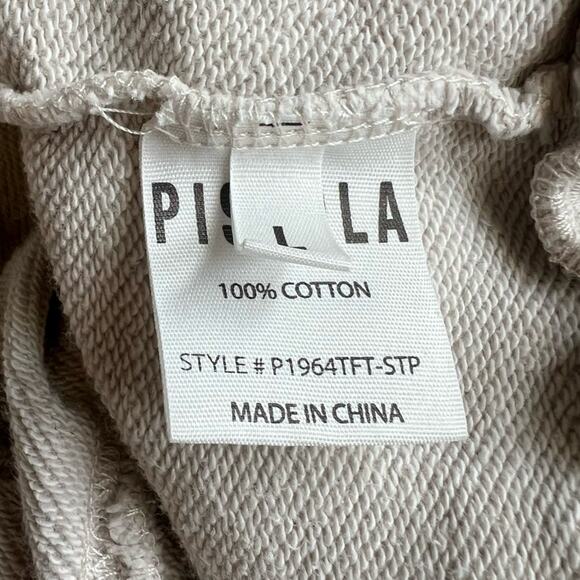 100% COTTON
STYLE # P1964TFT-STP
MADE IN CHINA